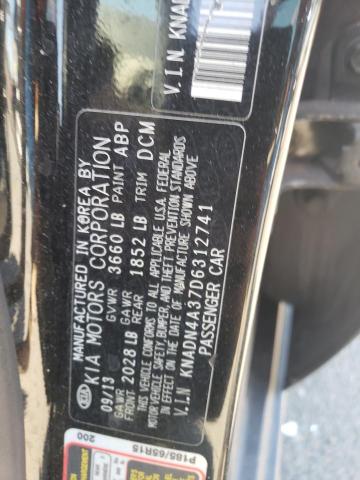 V.I.N KNAD
MANUFACTURED IN KOREA BY
KIA MOTORS CORPORATION
09/13 GVWR 3660 LB PAINT ABP
GAWR FRONT 2028 LB GAWR REAR 1852 LB TRIM DCM
THIS VEHICLE CONFORMS TO ALL APPLICABLE U.S.A. FEDERAL
MOTOR VEHICLE SAFETY, BUMPER, AND THEFT PREVENTION STANDARDS
IN EFFECT ON THE DATE OF MANUFACTURE SHOWN ABOVE
V.I.N KNADN4A37D6312741
PASSENGER CAR
P185/65R15
200